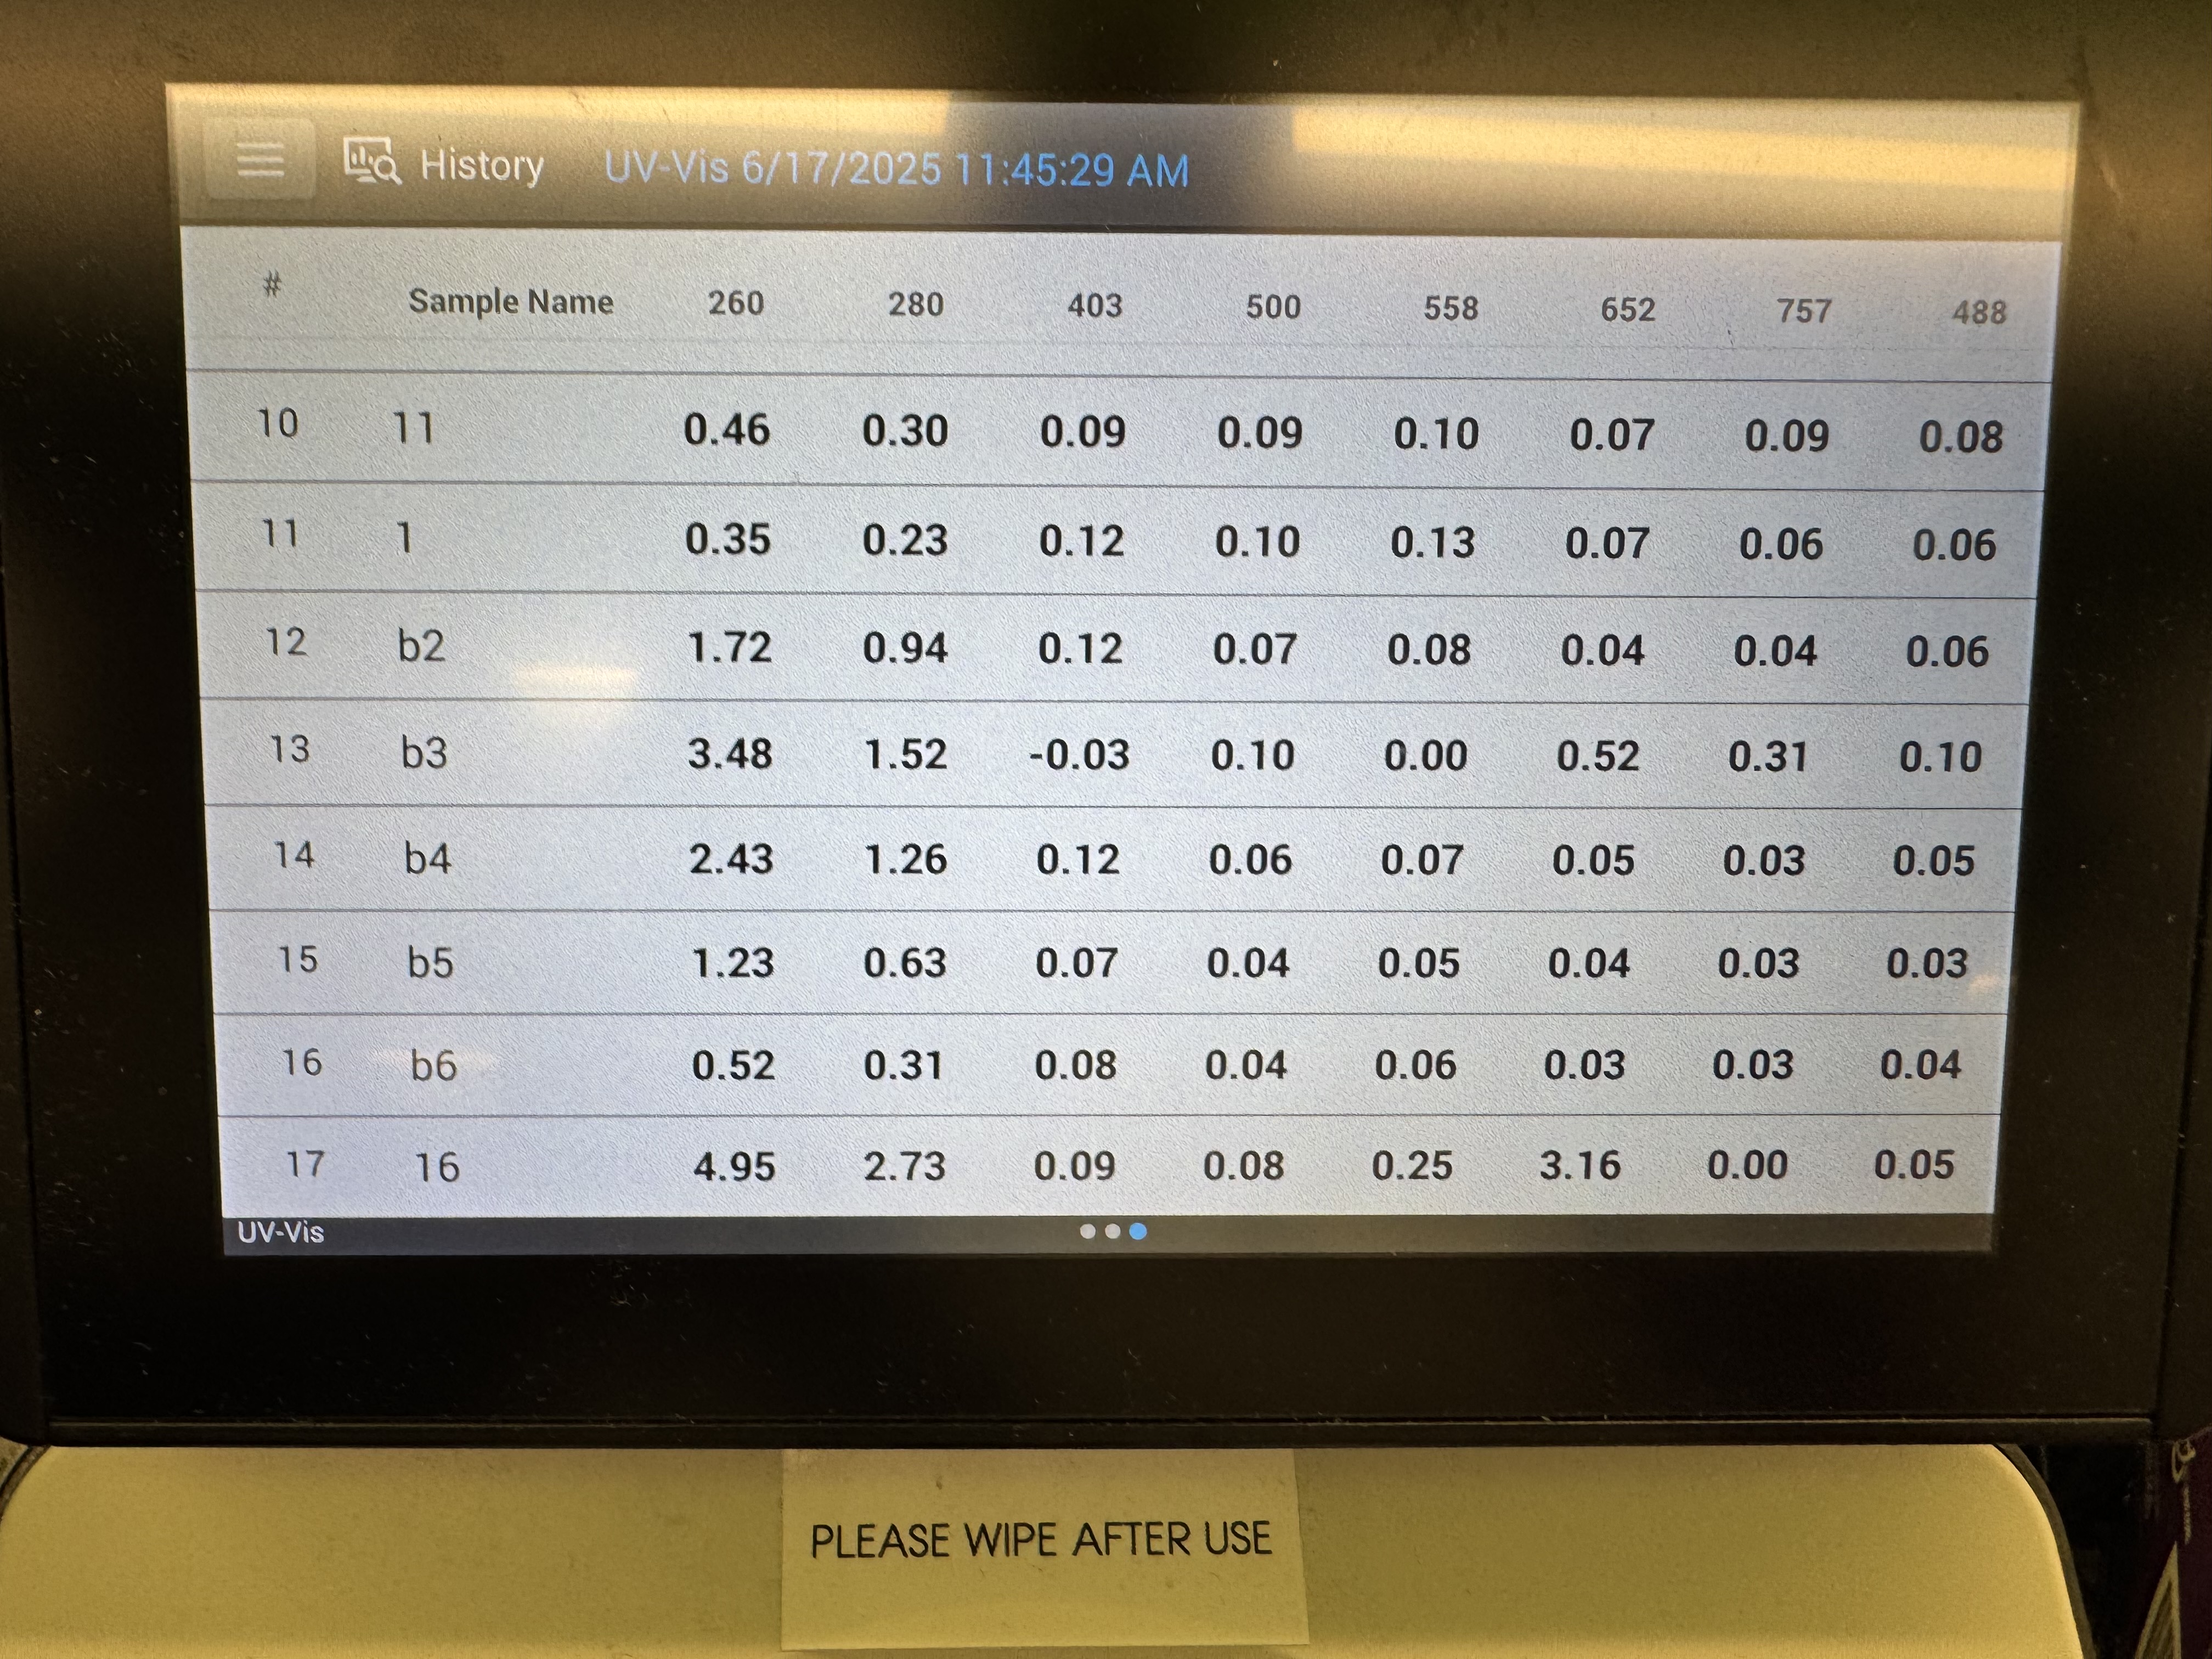 History UV-Vis 6/17/2025 11:45:29 AM
# Sample Name 260 280 403 500 558 652 757 488
10 11 0.46 0.30 0.09 0.09 0.10 0.07 0.09 0.08
11 1 0.35 0.23 0.12 0.10 0.13 0.07 0.06 0.06
12 b2 1.72 0.94 0.12 0.07 0.08 0.04 0.04 0.06
13 b3 3.48 1.52 -0.03 0.10 0.00 0.52 0.31 0.10
14 b4 2.43 1.26 0.12 0.06 0.07 0.05 0.03 0.05
15 b5 1.23 0.63 0.07 0.04 0.05 0.04 0.03 0.03
16 b6 0.52 0.31 0.08 0.04 0.06 0.03 0.03 0.04
17 16 4.95 2.73 0.09 0.08 0.25 3.16 0.00 0.05
UV-Vis
PLEASE WIPE AFTER USE